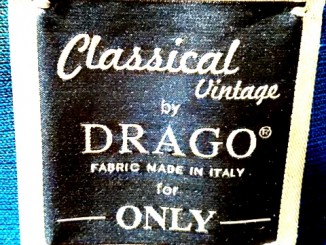 Classical
Vintage
by
DRAGO®
FABRIC MADE IN ITALY
for
ONLY